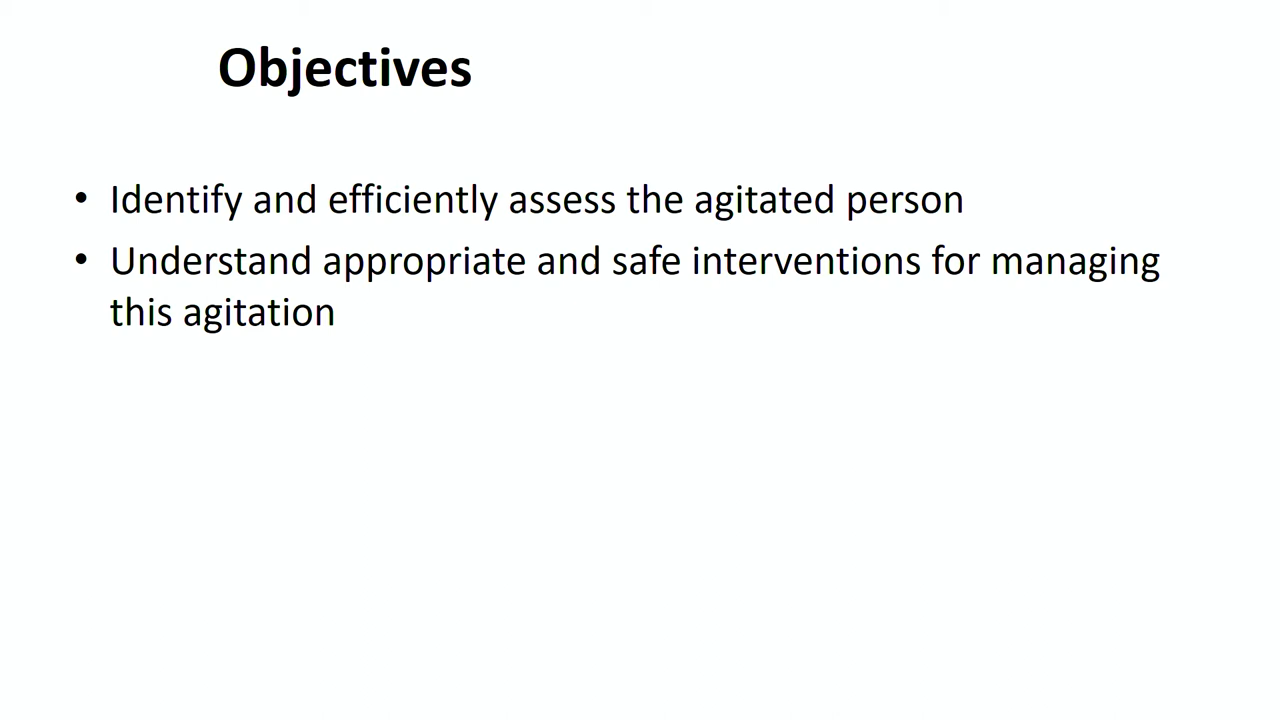 Objectives
• Identify and efficiently assess the agitated person
• Understand appropriate and safe interventions for managing
this agitation